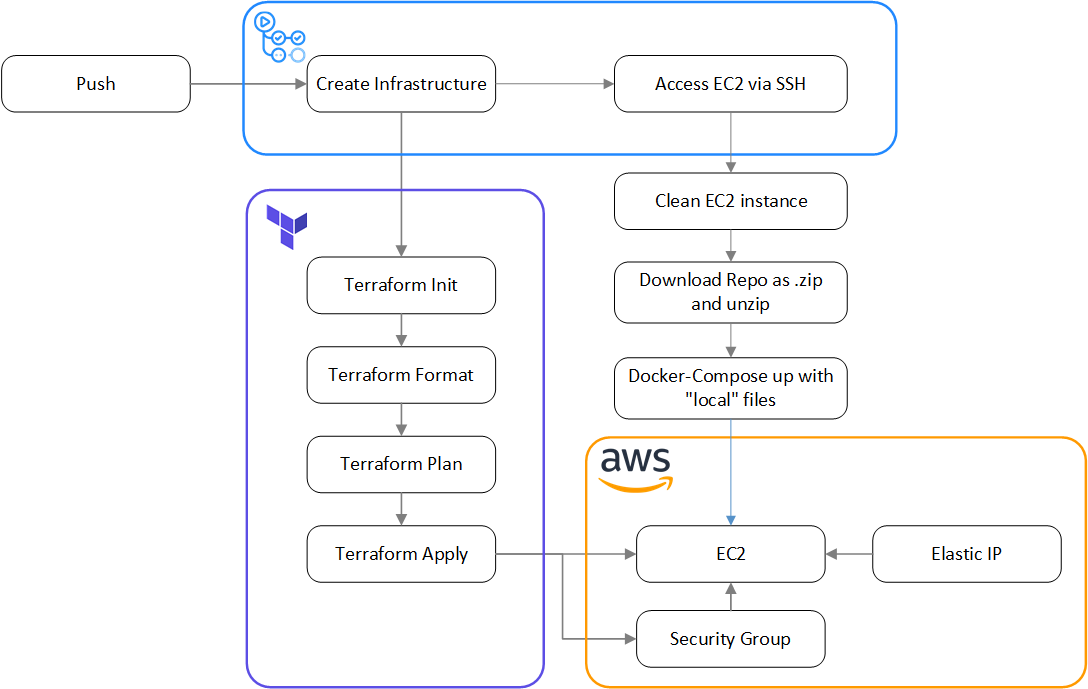 Push
Create Infrastructure
Access EC2 via SSH
Clean EC2 instance
Download Repo as .zip
and unzip
Docker-Compose up with
"local" files
Terraform Init
Terraform Format
Terraform Plan
Terraform Apply
aws
EC2
Elastic IP
Security Group